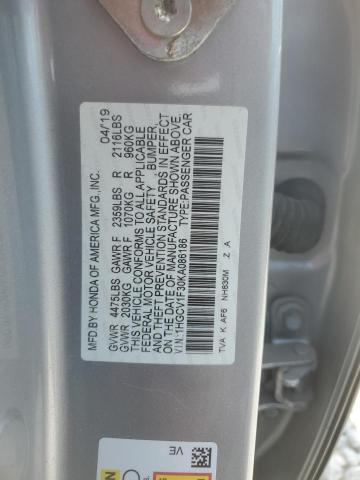 MFD BY HONDA OF AMERICA MFG.,INC. 04/19
GVWR 4475LBS GAWR F 2359LBS R 2116LBS
GVWR 2030KG GAWR F 1070KG R 960KG
THIS VEHICLE CONFORMS TO ALL APPLICABLE
FEDERAL MOTOR VEHICLE SAFETY, BUMPER,
AND THEFT PREVENTION STANDARDS IN EFFECT
ON THE DATE OF MANUFACTURE SHOWN ABOVE.
V.I.N.:1HGCV1F30KA086186 TYPE:PASSENGER CAR
TVA K AF6 NH830M Z A
VE